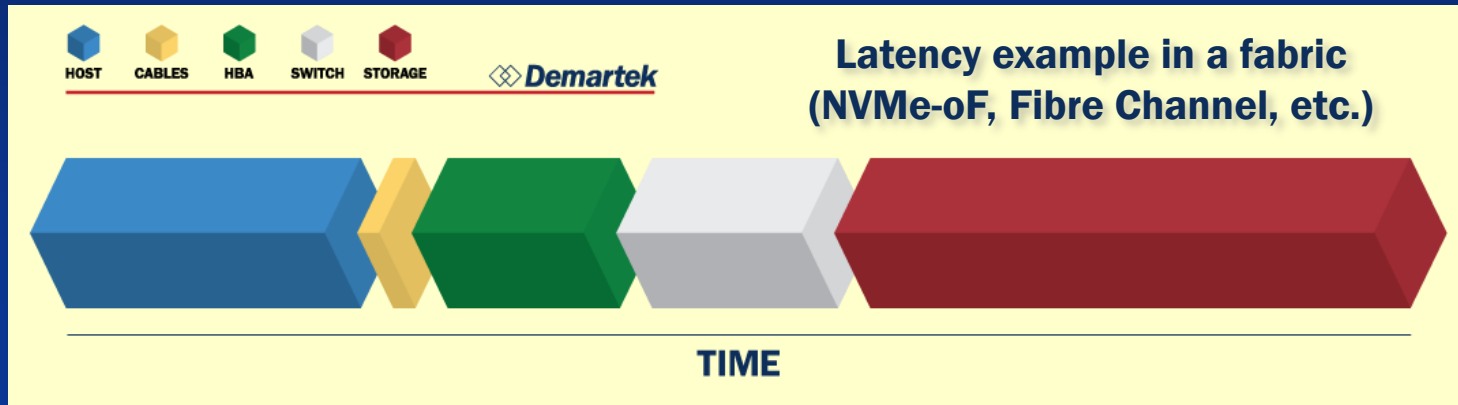 HOST CABLES HBA SWITCH STORAGE
Demartek
Latency example in a fabric
(NVMe-oF, Fibre Channel, etc.)
TIME